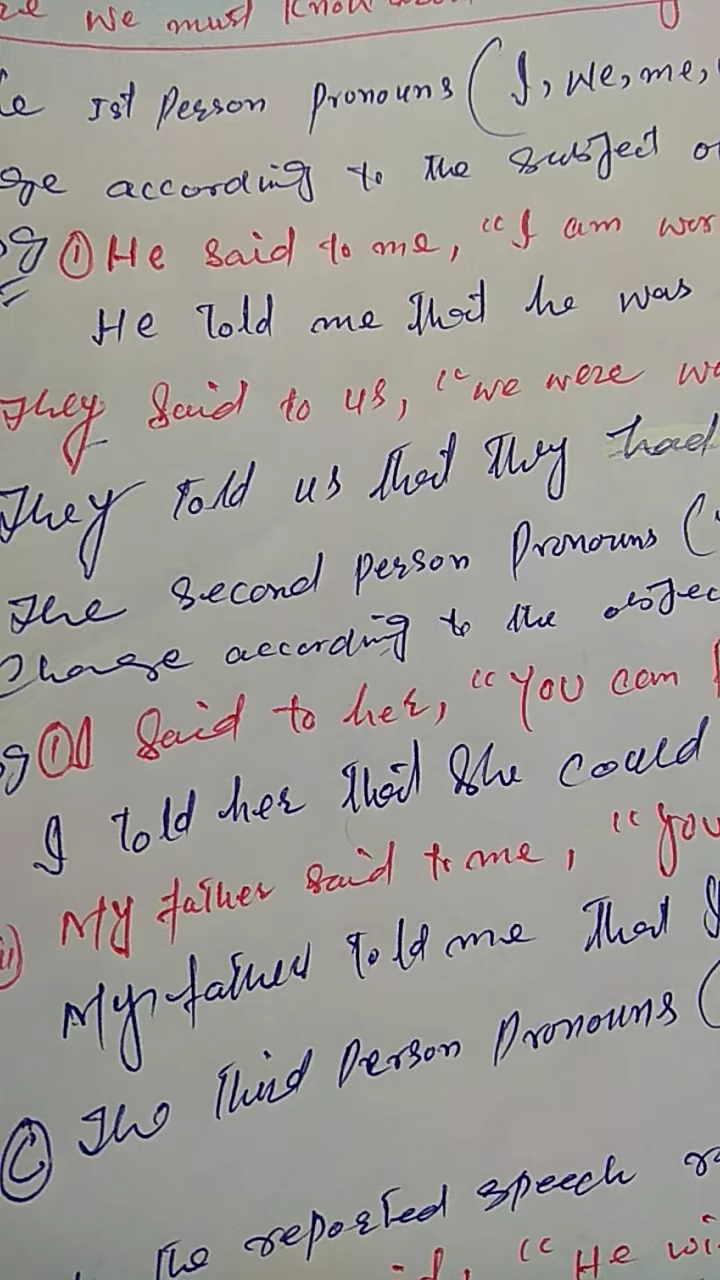 we must know
1st Person Pronouns (I, we, me,
according to the subject
① He said to me, "I am
He told me that he was
They said to us, "we were
They told us that they had
The second person Pronouns (
Change according to the objec
① I said to her, "You can
I told her that she could
ii) My father said to me, "you
My father told me that I
Ⓒ The Third Person Pronouns (
The reported speech
"He wi